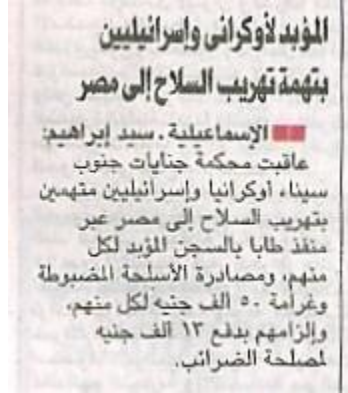 المؤبد لأوكرانى وإسرائيليين
بتهمة تهريب السلاح إلى مصر
الإسماعيلية ـ سيد إبراهيم:
عاقبت محكمة جنايات جنوب
سيناء أوكرانيا وإسرائيليين متهمين
بتهريب السلاح إلى مصر عبر
منفذ طابا بالسجن المؤبد لكل
منهم، ومصادرة الأسلحة المضبوطة
وغرامة ٥٠ ألف جنيه لكل منهم،
وإلزامهم بدفع ١٣ ألف جنيه
لمصلحة الضرائب.